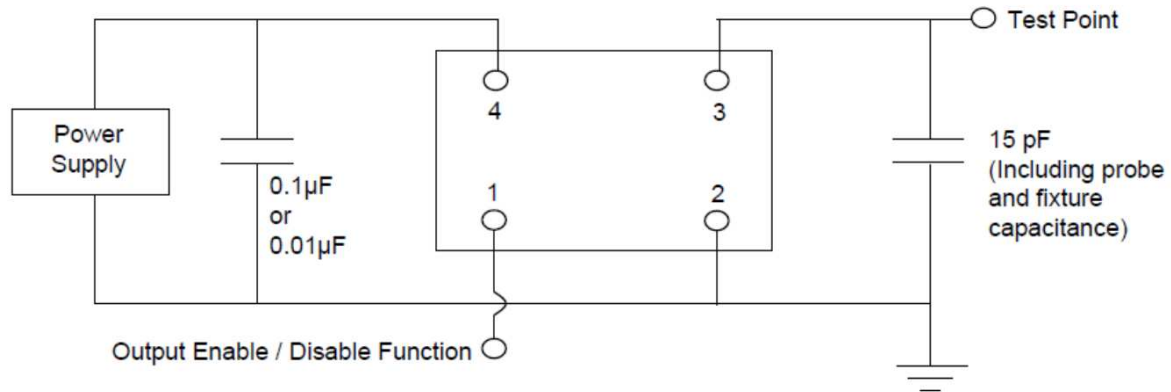 Test Point
4
3
Power
Supply
0.1µF
or
0.01µF
1
2
15 pF
(Including probe
and fixture
capacitance)
Output Enable / Disable Function